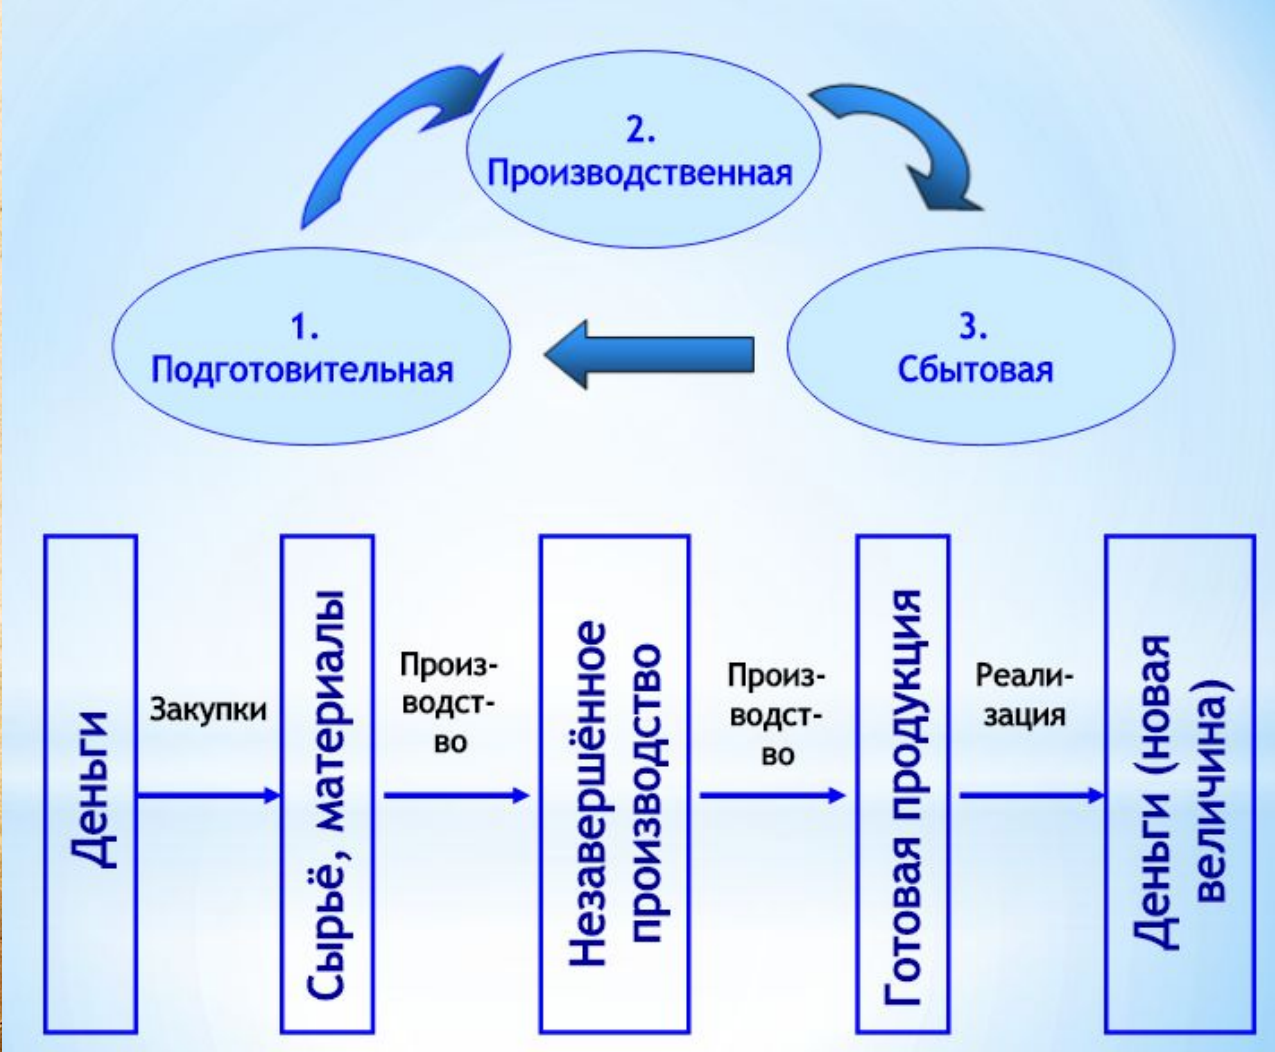 2.
Производственная
1.
Подготовительная
3.
Сбытовая
Деньги
Закупки
Сырьё, материалы
Произ-
водст-
во
Незавершённое
производство
Произ-
водст-
во
Готовая продукция
Реали-
зация
Деньги (новая
величина)